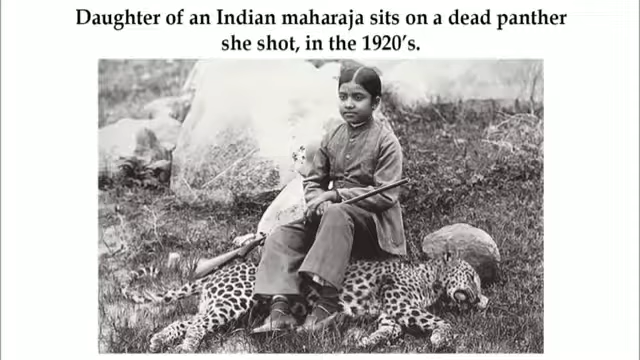 Daughter of an Indian maharaja sits on a dead panther
she shot, in the 1920's.